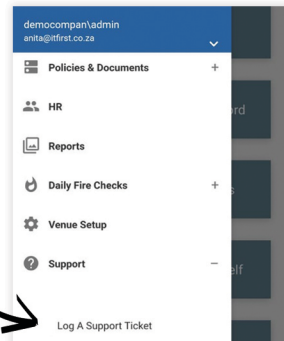 democompan\admin
anita@itfirst.co.za
Policies & Documents +
HR
Reports
Daily Fire Checks +
Venue Setup
Support −
Log A Support Ticket